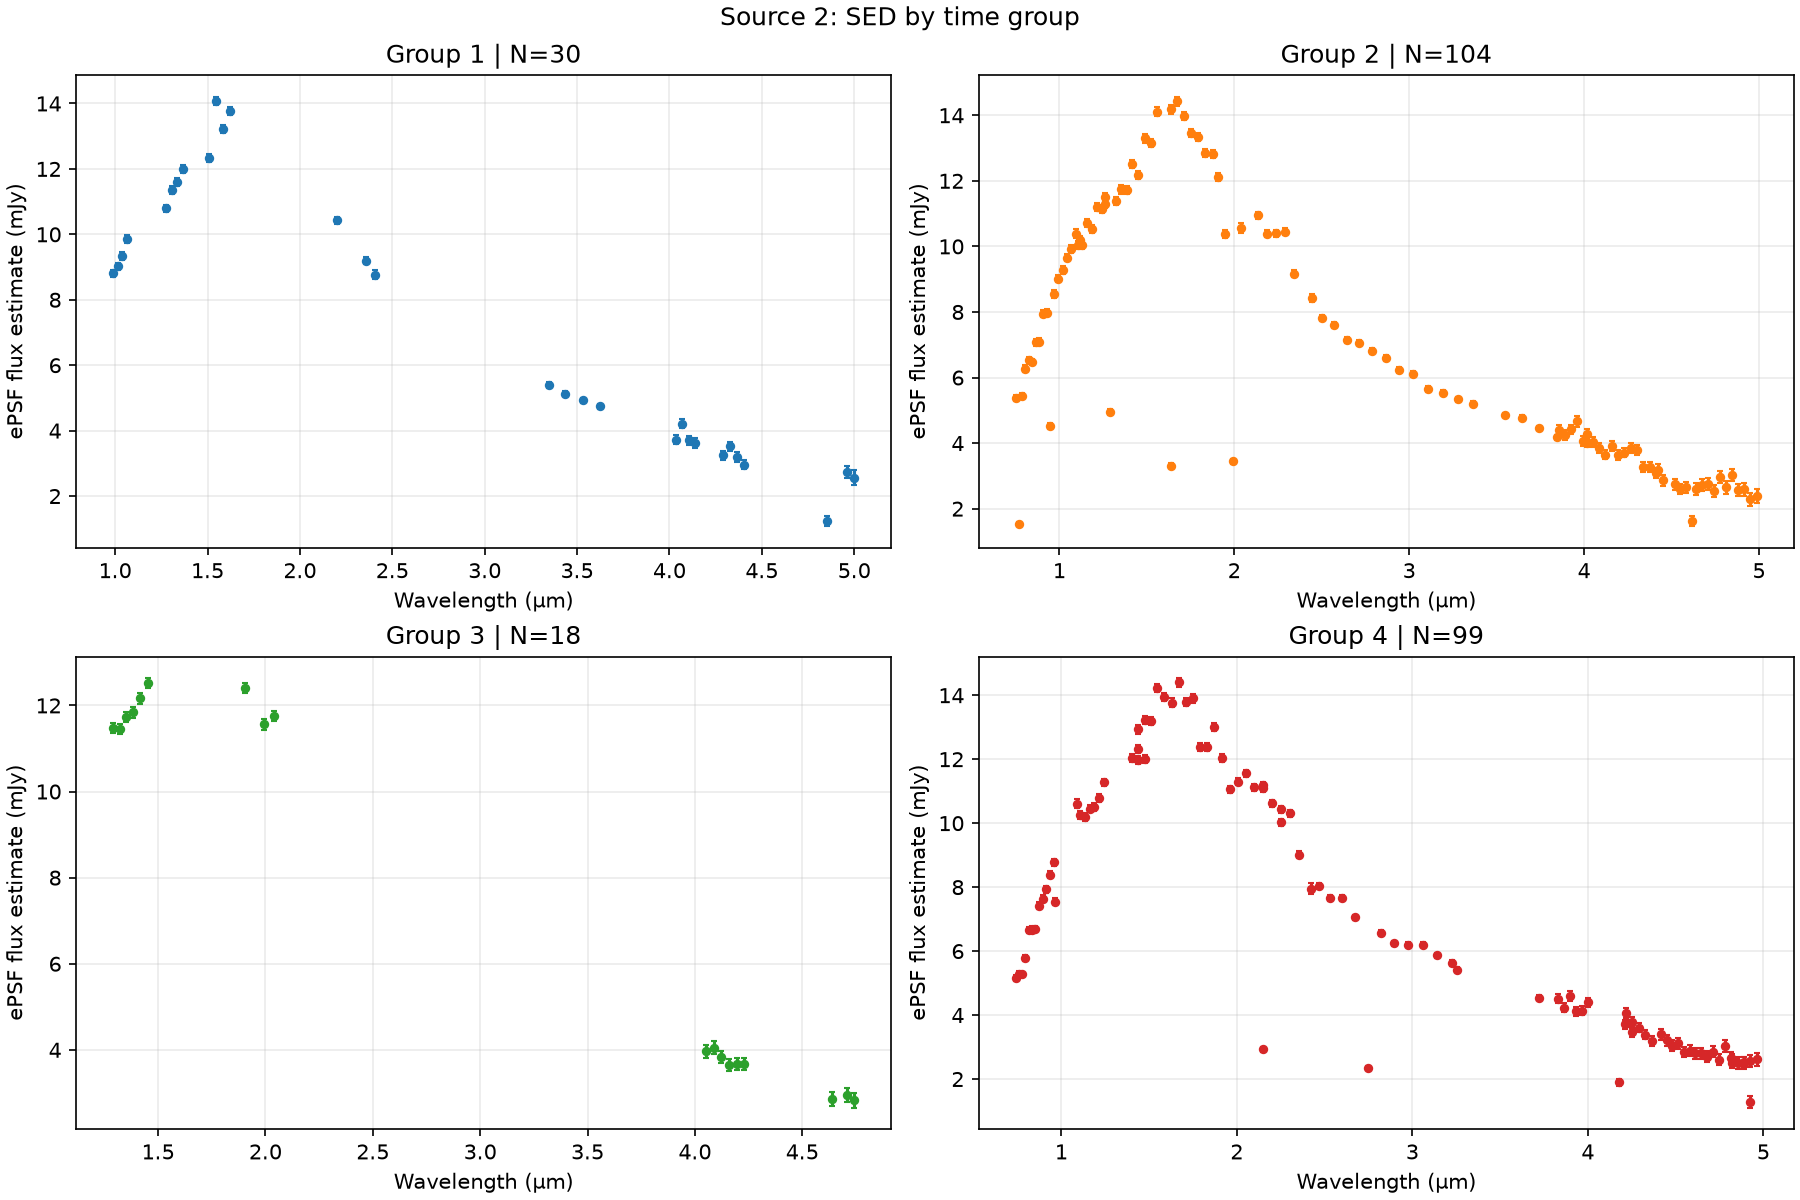 Source 2: SED by time group
Group 1 | N=30
ePSF flux estimate (mJy)
14
12
10
8
6
4
2
1.0 1.5 2.0 2.5 3.0 3.5 4.0 4.5 5.0
Wavelength (µm)
Group 2 | N=104
ePSF flux estimate (mJy)
14
12
10
8
6
4
2
1 2 3 4 5
Wavelength (µm)
Group 3 | N=18
ePSF flux estimate (mJy)
12
10
8
6
4
1.5 2.0 2.5 3.0 3.5 4.0 4.5
Wavelength (µm)
Group 4 | N=99
ePSF flux estimate (mJy)
14
12
10
8
6
4
2
1 2 3 4 5
Wavelength (µm)